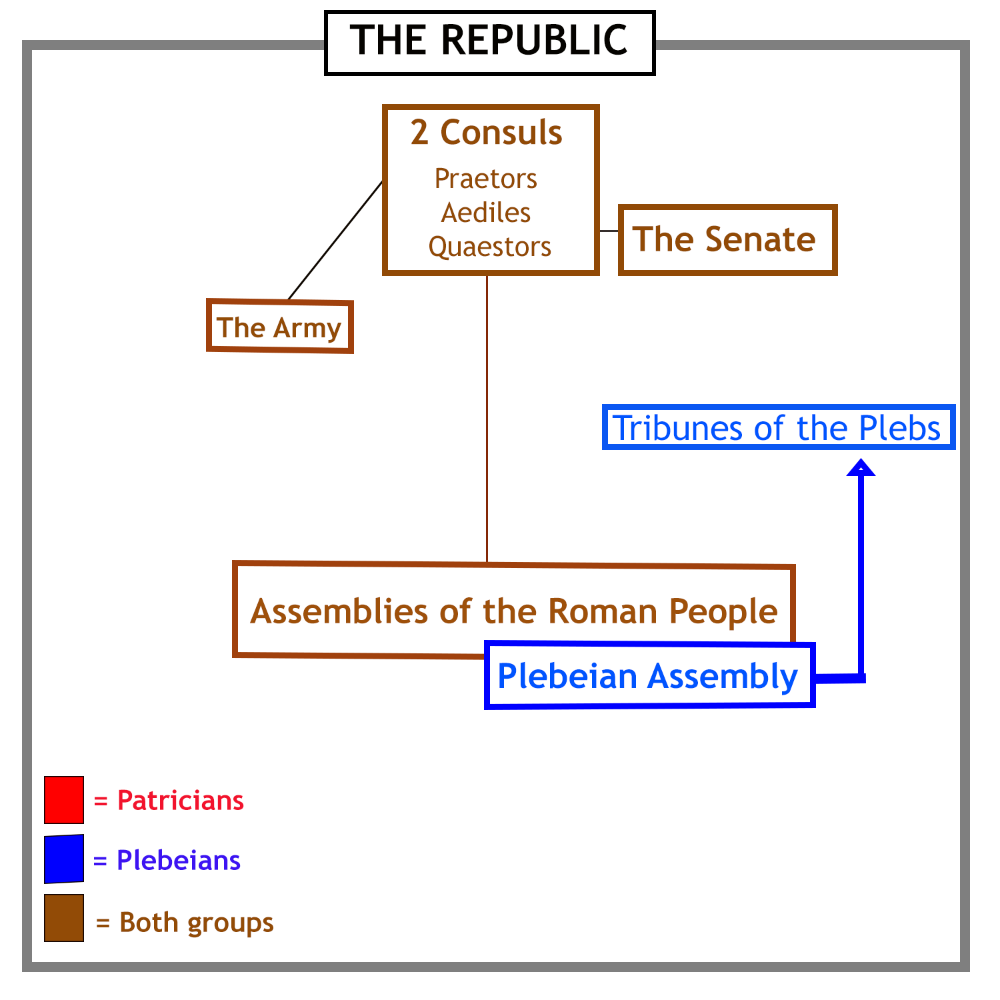 THE REPUBLIC
2 Consuls
Praetors
Aediles
Quaestors
The Senate
The Army
Tribunes of the Plebs
Assemblies of the Roman People
Plebeian Assembly
= Patricians
= Plebeians
= Both groups